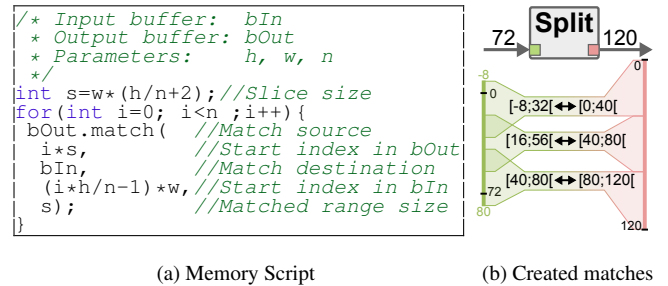 /* Input buffer:  bIn
 * Output buffer: bOut
 * Parameters:    h, w, n
 */
int s=w*(h/n+2);//Slice size
for(int i=0; i<n ;i++){
 bOut.match(  //Match source
  i*s,        //Start index in bOut
  bIn,        //Match destination
  (i*h/n-1)*w,//Start index in bIn
  s);         //Matched range size
}
(a) Memory Script
Split
72 120
-8 0
0
[-8;32[↔[0;40[
[16;56[↔[40;80[
[40;80[↔[80;120[
72
80
120
(b) Created matches